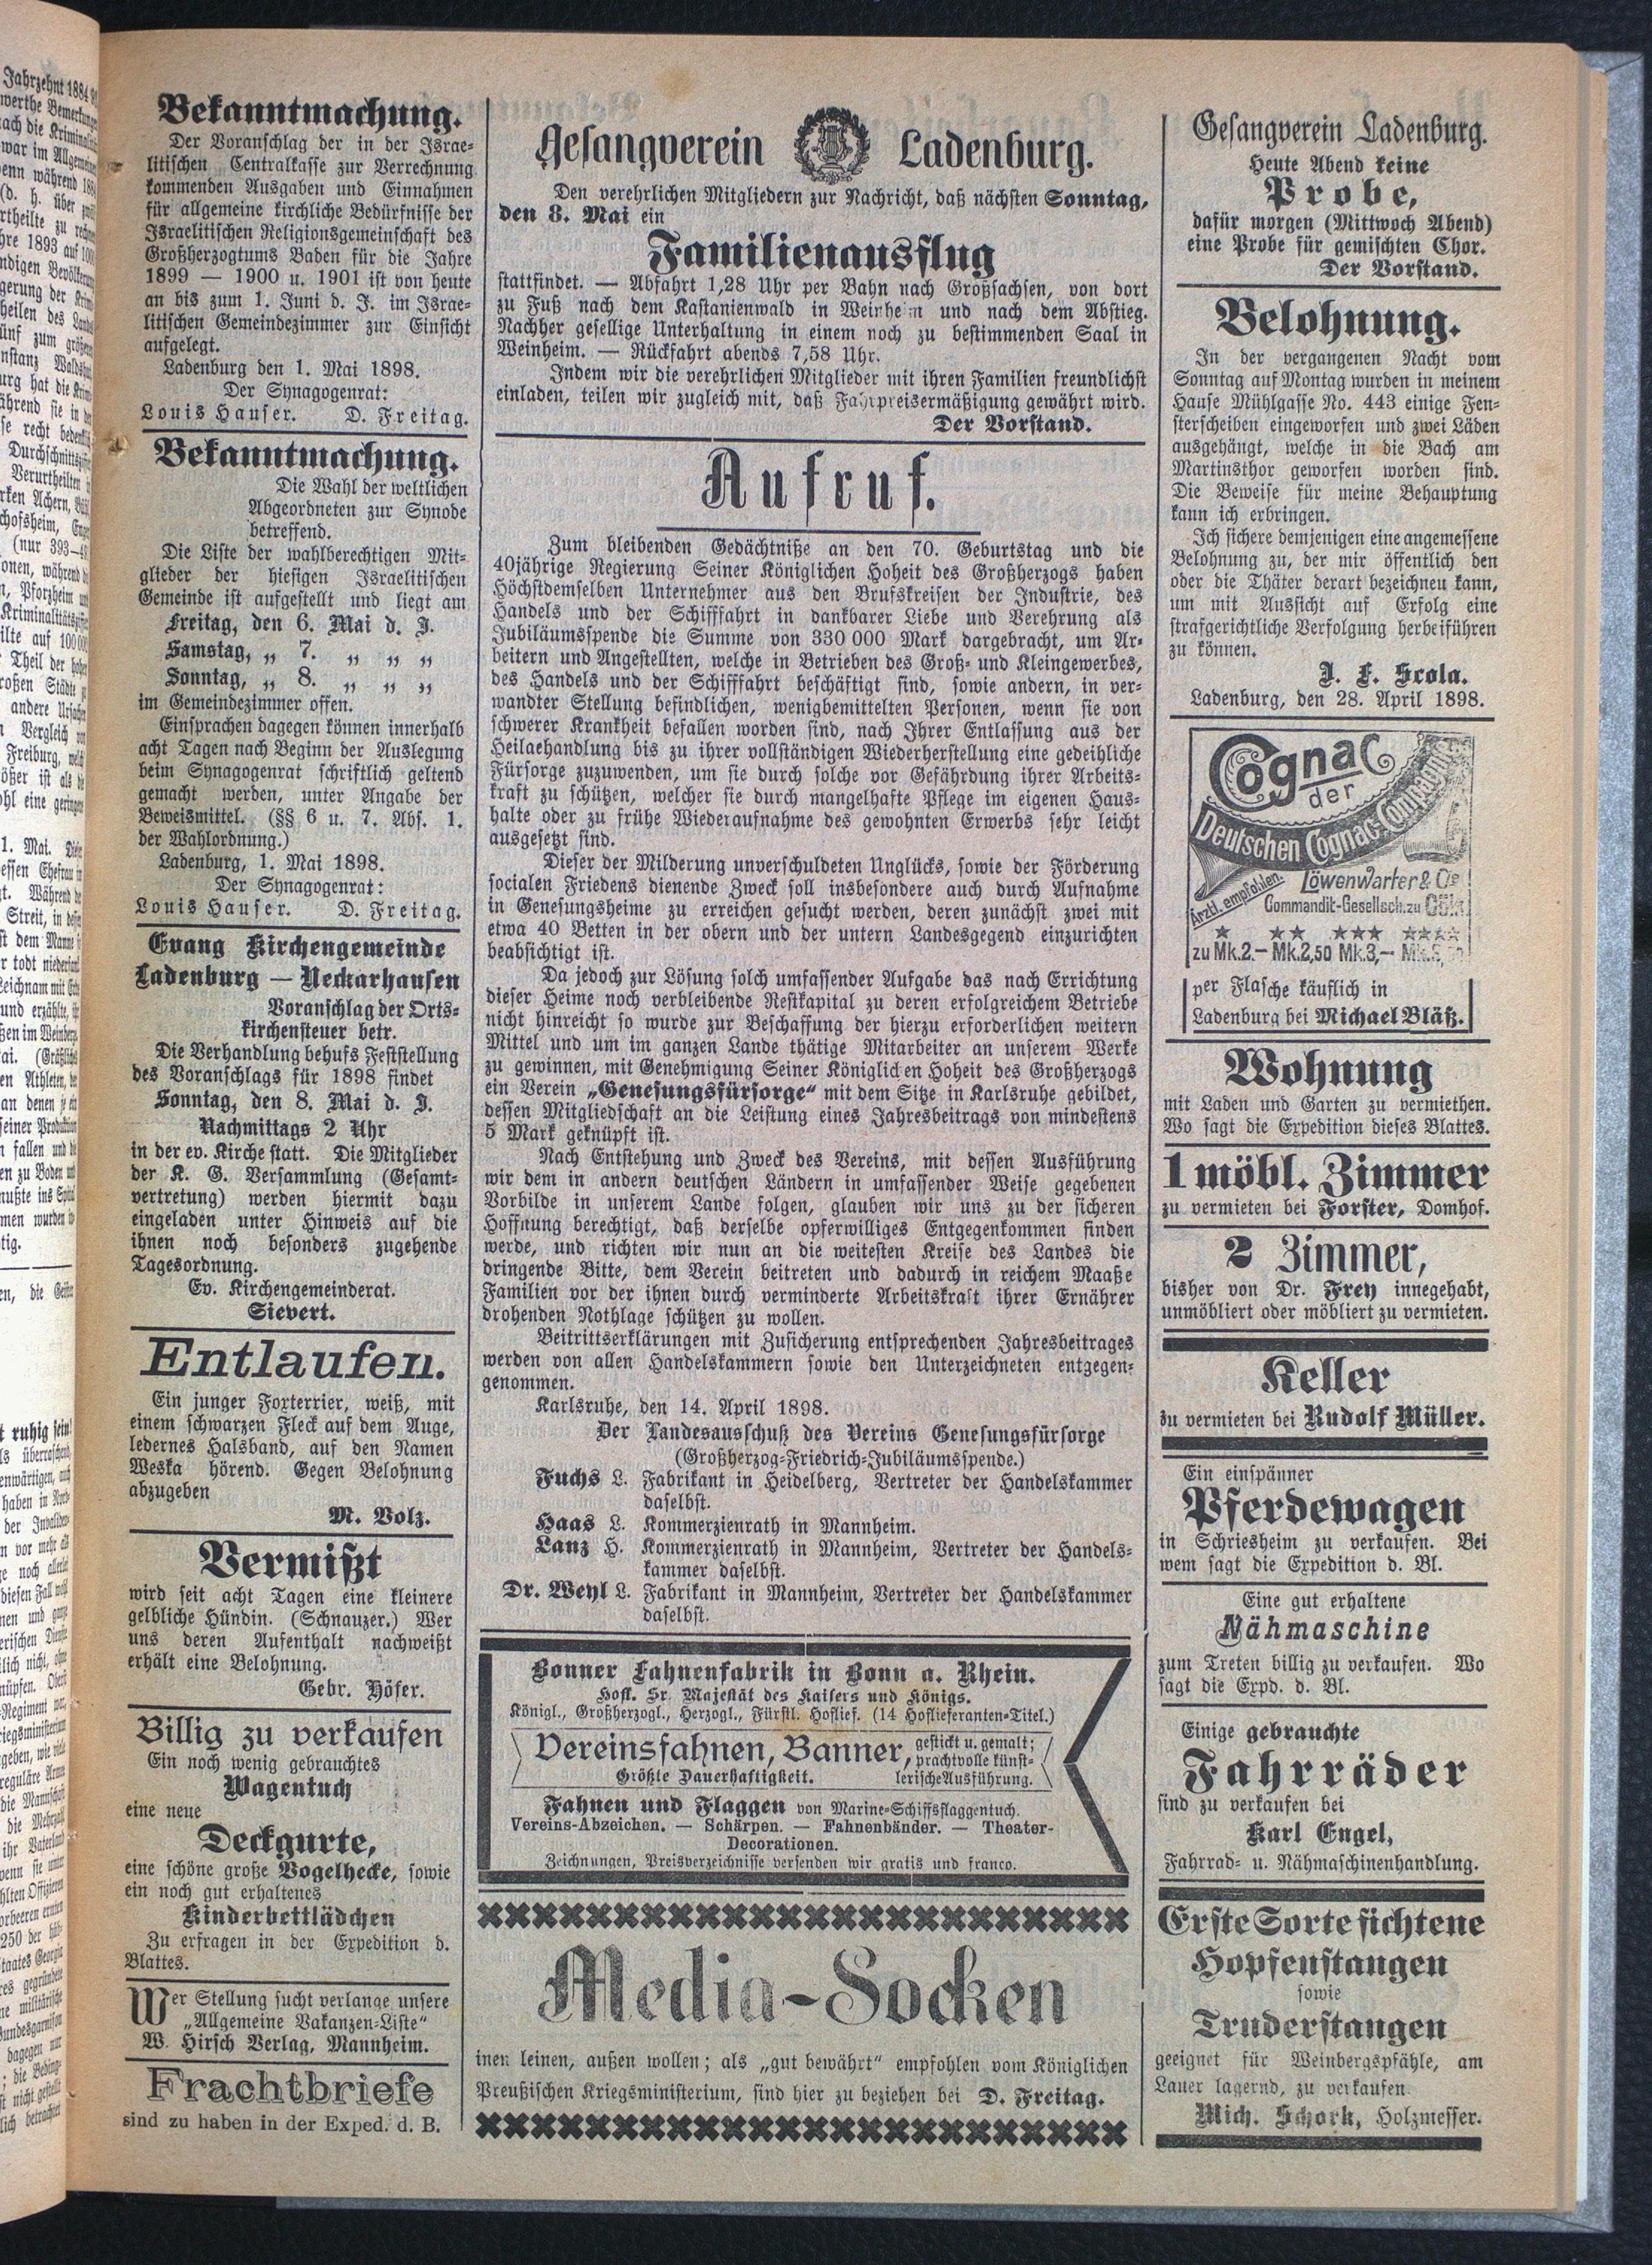 Bekanntmachung.
Der Voranschlag der in der Israe-
litischen Centralkasse zur Verrechnung
kommenden Ausgaben und Einnahmen
für allgemeine kirchliche Bedürfnisse der
Israelitischen Religionsgemeinschaft des
Großherzogtums Baden für die Jahre
1899 — 1900 u. 1901 ist von heute
an bis zum 1. Juni d. J. im Israe-
litischen Gemeindezimmer zur Einsicht
aufgelegt.
Ladenburg den 1. Mai 1898.
Der Synagogenrat:
Louis Hauser. D. Freitag.
Bekanntmachung.
Die Wahl der weltlichen
Abgeordneten zur Synode
betreffend.
Die Liste der wahlberechtigen Mit-
glieder der hiesigen Israelitischen
Gemeinde ist aufgestellt und liegt am
Freitag, den 6. Mai d. J.
Samstag, „ 7. „ „ „
Sonntag, „ 8. „ „ „
im Gemeindezimmer offen.
Einsprachen dagegen können innerhalb
acht Tagen nach Beginn der Auslegung
beim Synagogenrat schriftlich geltend
gemacht werden, unter Angabe der
Beweismittel. (§§ 6 u. 7. Abs. 1.
der Wahlordnung.)
Ladenburg, 1. Mai 1898.
Der Synagogenrat:
Louis Hauser. D. Freitag.
Evang Kirchengemeinde
Ladenburg — Neckarhausen
Voranschlag der Orts-
kirchensteuer betr.
Die Verhandlung behufs Feststellung
des Voranschlags für 1898 findet
Sonntag, den 8. Mai d. J.
Nachmittags 2 Uhr
in der ev. Kirche statt. Die Mitglieder
der K. G. Versammlung (Gesamt-
vertretung) werden hiermit dazu
eingeladen unter Hinweis auf die
ihnen noch besonders zugehende
Tagesordnung.
Ev. Kirchengemeinderat.
Sievert.
Entlaufen.
Ein junger Foxterrier, weiß, mit
einem schwarzen Fleck auf dem Auge,
ledernes Halsband, auf den Namen
Weska hörend. Gegen Belohnung
abzugeben
M. Volz.
Vermißt
wird seit acht Tagen eine kleinere
gelbliche Hündin. (Schnauzer.) Wer
uns deren Aufenthalt nachweißt
erhält eine Belohnung.
Gebr. Höfer.
Billig zu verkaufen
Ein noch wenig gebrauchtes
Wagentuch
eine neue
Deckgurte,
eine schöne große Vogelhecke, sowie
ein noch gut erhaltenes
Kinderbettlädchen
Zu erfragen in der Expedition d.
Blattes.
Wer Stellung sucht verlange unsere
„Allgemeine Vakanzen-Liste“
W. Hirsch Verlag, Mannheim.
Frachtbriefe
sind zu haben in der Exped. d. B.
Gesangverein Ladenburg.
Den verehrlichen Mitgliedern zur Nachricht, daß nächsten Sonntag,
den 8. Mai ein
Familienausflug
stattfindet. — Abfahrt 1,28 Uhr per Bahn nach Großsachsen, von dort
zu Fuß nach dem Kastanienwald in Weinheim und nach dem Abstieg.
Nachher gesellige Unterhaltung in einem noch zu bestimmenden Saal in
Weinheim. — Rückfahrt abends 7,58 Uhr.
Indem wir die verehrlichen Mitglieder mit ihren Familien freundlichst
einladen, teilen wir zugleich mit, daß Fahrpreisermäßigung gewährt wird.
Der Vorstand.
Aufruf.
Zum bleibenden Gedächtniße an den 70. Geburtstag und die
40jährige Regierung Seiner Königlichen Hoheit des Großherzogs haben
Höchstdemselben Unternehmer aus den Brufskreisen der Industrie, des
Handels und der Schifffahrt in dankbarer Liebe und Verehrung als
Jubiläumsspende die Summe von 330 000 Mark dargebracht, um Ar-
beitern und Angestellten, welche in Betrieben des Groß- und Kleingewerbes,
des Handels und der Schifffahrt beschäftigt sind, sowie andern, in ver-
wandter Stellung befindlichen, wenigbemittelten Personen, wenn sie von
schwerer Krankheit befallen worden sind, nach Ihrer Entlassung aus der
Heilaehandlung bis zu ihrer vollständigen Wiederherstellung eine gedeihliche
Fürsorge zuzuwenden, um sie durch solche vor Gefährdung ihrer Arbeits-
kraft zu schützen, welcher sie durch mangelhafte Pflege im eigenen Haus-
halte oder zu frühe Wiederaufnahme des gewohnten Erwerbs sehr leicht
ausgesetzt sind.
Dieser der Milderung unverschuldeten Unglücks, sowie der Förderung
socialen Friedens dienende Zweck soll insbesondere auch durch Aufnahme
in Genesungsheime zu erreichen gesucht werden, deren zunächst zwei mit
etwa 40 Betten in der obern und der untern Landesgegend einzurichten
beabsichtigt ist.
Da jedoch zur Lösung solch umfassender Aufgabe das nach Errichtung
dieser Heime noch verbleibende Restkapital zu deren erfolgreichem Betriebe
nicht hinreicht so wurde zur Beschaffung der hierzu erforderlichen weitern
Mittel und um im ganzen Lande thätige Mitarbeiter an unserem Werke
zu gewinnen, mit Genehmigung Seiner Königlichen Hoheit des Großherzogs
ein Verein „Genesungsfürsorge“ mit dem Sitze in Karlsruhe gebildet,
dessen Mitgliedschaft an die Leistung eines Jahresbeitrags von mindestens
5 Mark geknüpft ist.
Nach Entstehung und Zweck des Vereins, mit dessen Ausführung
wir dem in andern deutschen Ländern in umfassender Weise gegebenen
Vorbilde in unserem Lande folgen, glauben wir uns zu der sicheren
Hoffnung berechtigt, daß derselbe opferwilliges Entgegenkommen finden
werde, und richten wir nun an die weitesten Kreise des Landes die
dringende Bitte, dem Verein beitreten und dadurch in reichem Maaße
Familien vor der ihnen durch verminderte Arbeitskraft ihrer Ernährer
drohenden Nothlage schützen zu wollen.
Beitrittserklärungen mit Zusicherung entsprechenden Jahresbeitrages
werden von allen Handelskammern sowie den Unterzeichneten entgegen-
genommen.
Karlsruhe, den 14. April 1898.
Der Landesausschuß des Vereins Genesungsfürsorge
(Großherzog-Friedrich-Jubiläumsspende.)
Fuchs L. Fabrikant in Heidelberg, Vertreter der Handelskammer
daselbst.
Haas L. Kommerzienrath in Mannheim.
Lanz H. Kommerzienrath in Mannheim, Vertreter der Handels-
kammer daselbst.
Dr. Weyl L. Fabrikant in Mannheim, Vertreter der Handelskammer
daselbst.
Bonner Fahnenfabrik in Bonn a. Rhein.
Hofl. Sr. Majestät des Kaisers und Königs.
Königl., Großherzogl., Herzogl., Fürstl. Hoflief. (14 Hoflieferanten-Titel.)
Vereinsfahnen, Banner, gestickt u. gemalt;
prachtvolle künst-
Größte Dauerhaftigkeit. lerische Ausführung.
Fahnen und Flaggen von Marine-Schiffsflaggentuch.
Vereins-Abzeichen. — Schärpen. — Fahnenbänder. — Theater-
Decorationen.
Zeichnungen, Preisverzeichnisse versenden wir gratis und franco.
Media-Socken
inen leinen, außen wollen; als „gut bewährt“ empfohlen vom Königlichen
Preußischen Kriegsministerium, sind hier zu beziehen bei D. Freitag.
Gesangverein Ladenburg.
Heute Abend keine
Probe,
dafür morgen (Mittwoch Abend)
eine Probe für gemischten Chor.
Der Vorstand.
Belohnung.
In der vergangenen Nacht vom
Sonntag auf Montag wurden in meinem
Hause Mühlgasse No. 443 einige Fen-
sterscheiben eingeworfen und zwei Läden
ausgehängt, welche in die Bach am
Martinsthor geworfen worden sind.
Die Beweise für meine Behauptung
kann ich erbringen.
Ich sichere demjenigen eine angemessene
Belohnung zu, der mir öffentlich den
oder die Thäter derart bezeichnen kann,
um mit Aussicht auf Erfolg eine
strafgerichtliche Verfolgung herbeiführen
zu können.
J. F. Scola.
Ladenburg, den 28. April 1898.
Cognac
der
Deutschen Cognac-Compagnie
Ärztl. empfohlen.
Löwenwarter & Cie
Commandit-Gesellsch. zu Cöln
★ ★★ ★★★ ★★★★
zu Mk. 2.– Mk. 2,50 Mk. 3,–
per Flasche käuflich in
Ladenburg bei Michael Bläß.
Wohnung
mit Laden und Garten zu vermiethen.
Wo sagt die Expedition dieses Blattes.
1 möbl. Zimmer
zu vermieten bei Forster, Domhof.
2 Zimmer,
bisher von Dr. Frey innegehabt,
unmöbliert oder möbliert zu vermieten.
Keller
zu vermieten bei Rudolf Müller.
Ein einspänner
Pferdewagen
in Schriesheim zu verkaufen. Bei
wem sagt die Expedition d. Bl.
Eine gut erhaltene
Nähmaschine
zum Treten billig zu verkaufen. Wo
sagt die Expd. d. Bl.
Einige gebrauchte
Fahrräder
sind zu verkaufen bei
Karl Engel,
Fahrrad- u. Nähmaschinenhandlung.
Erste Sorte fichtene
Hopfenstangen
sowie
Truderstangen
geeignet für Weinbergspfähle, am
Lauer lagernd, zu verkaufen
Mich. Schork, Holzmesser.